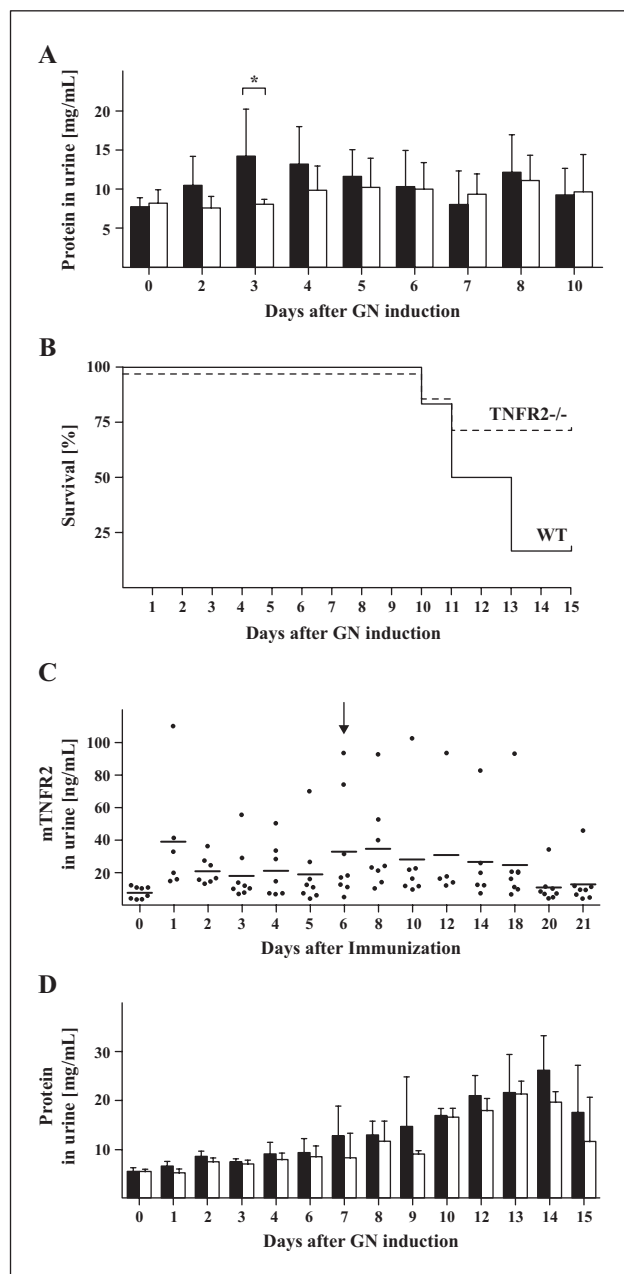 A
*
Protein in urine [mg/mL]
20
15
10
5
0 2 3 4 5 6 7 8 10
Days after GN induction
B
Survival [%]
100
75
50
25
TNFR2-/-
WT
1 2 3 4 5 6 7 8 9 10 11 12 13 14 15
Days after GN induction
C
mTNFR2
in urine [ng/mL]
100
80
60
40
20
0 1 2 3 4 5 6 8 10 12 14 18 20 21
Days after Immunization
D
Protein
in urine [mg/mL]
30
20
10
0 1 2 3 4 6 7 8 9 10 12 13 14 15
Days after GN induction